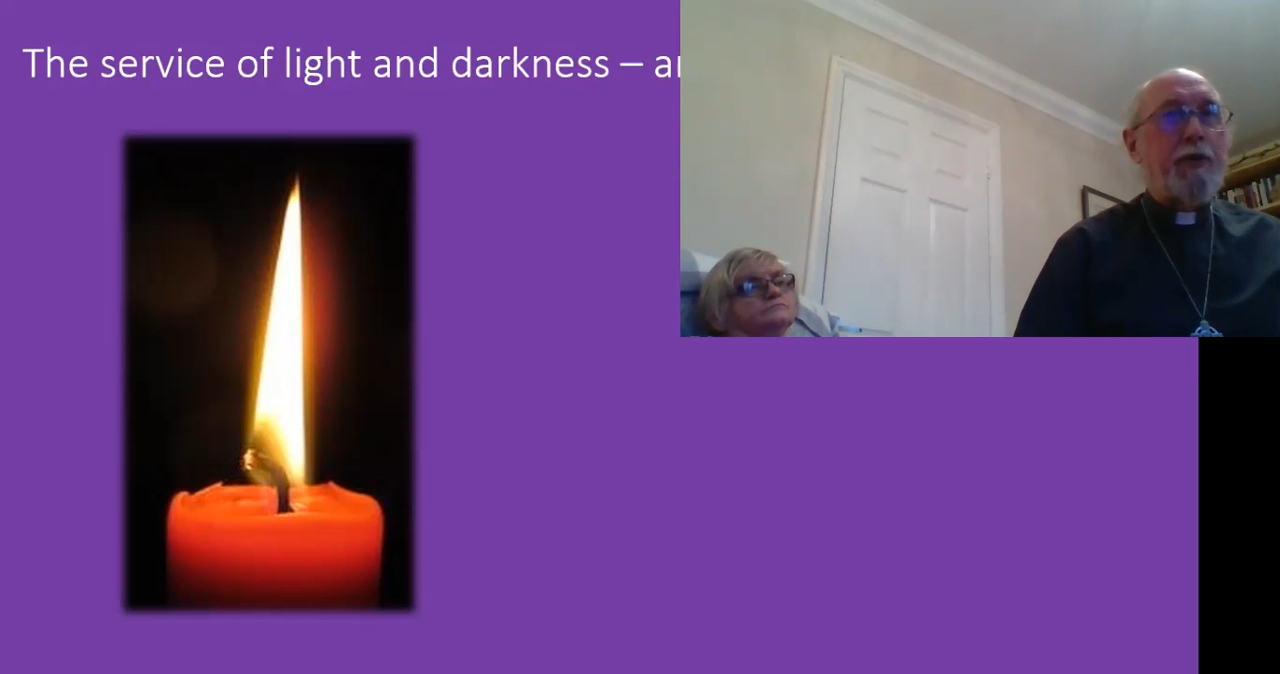 The service of light and darkness –